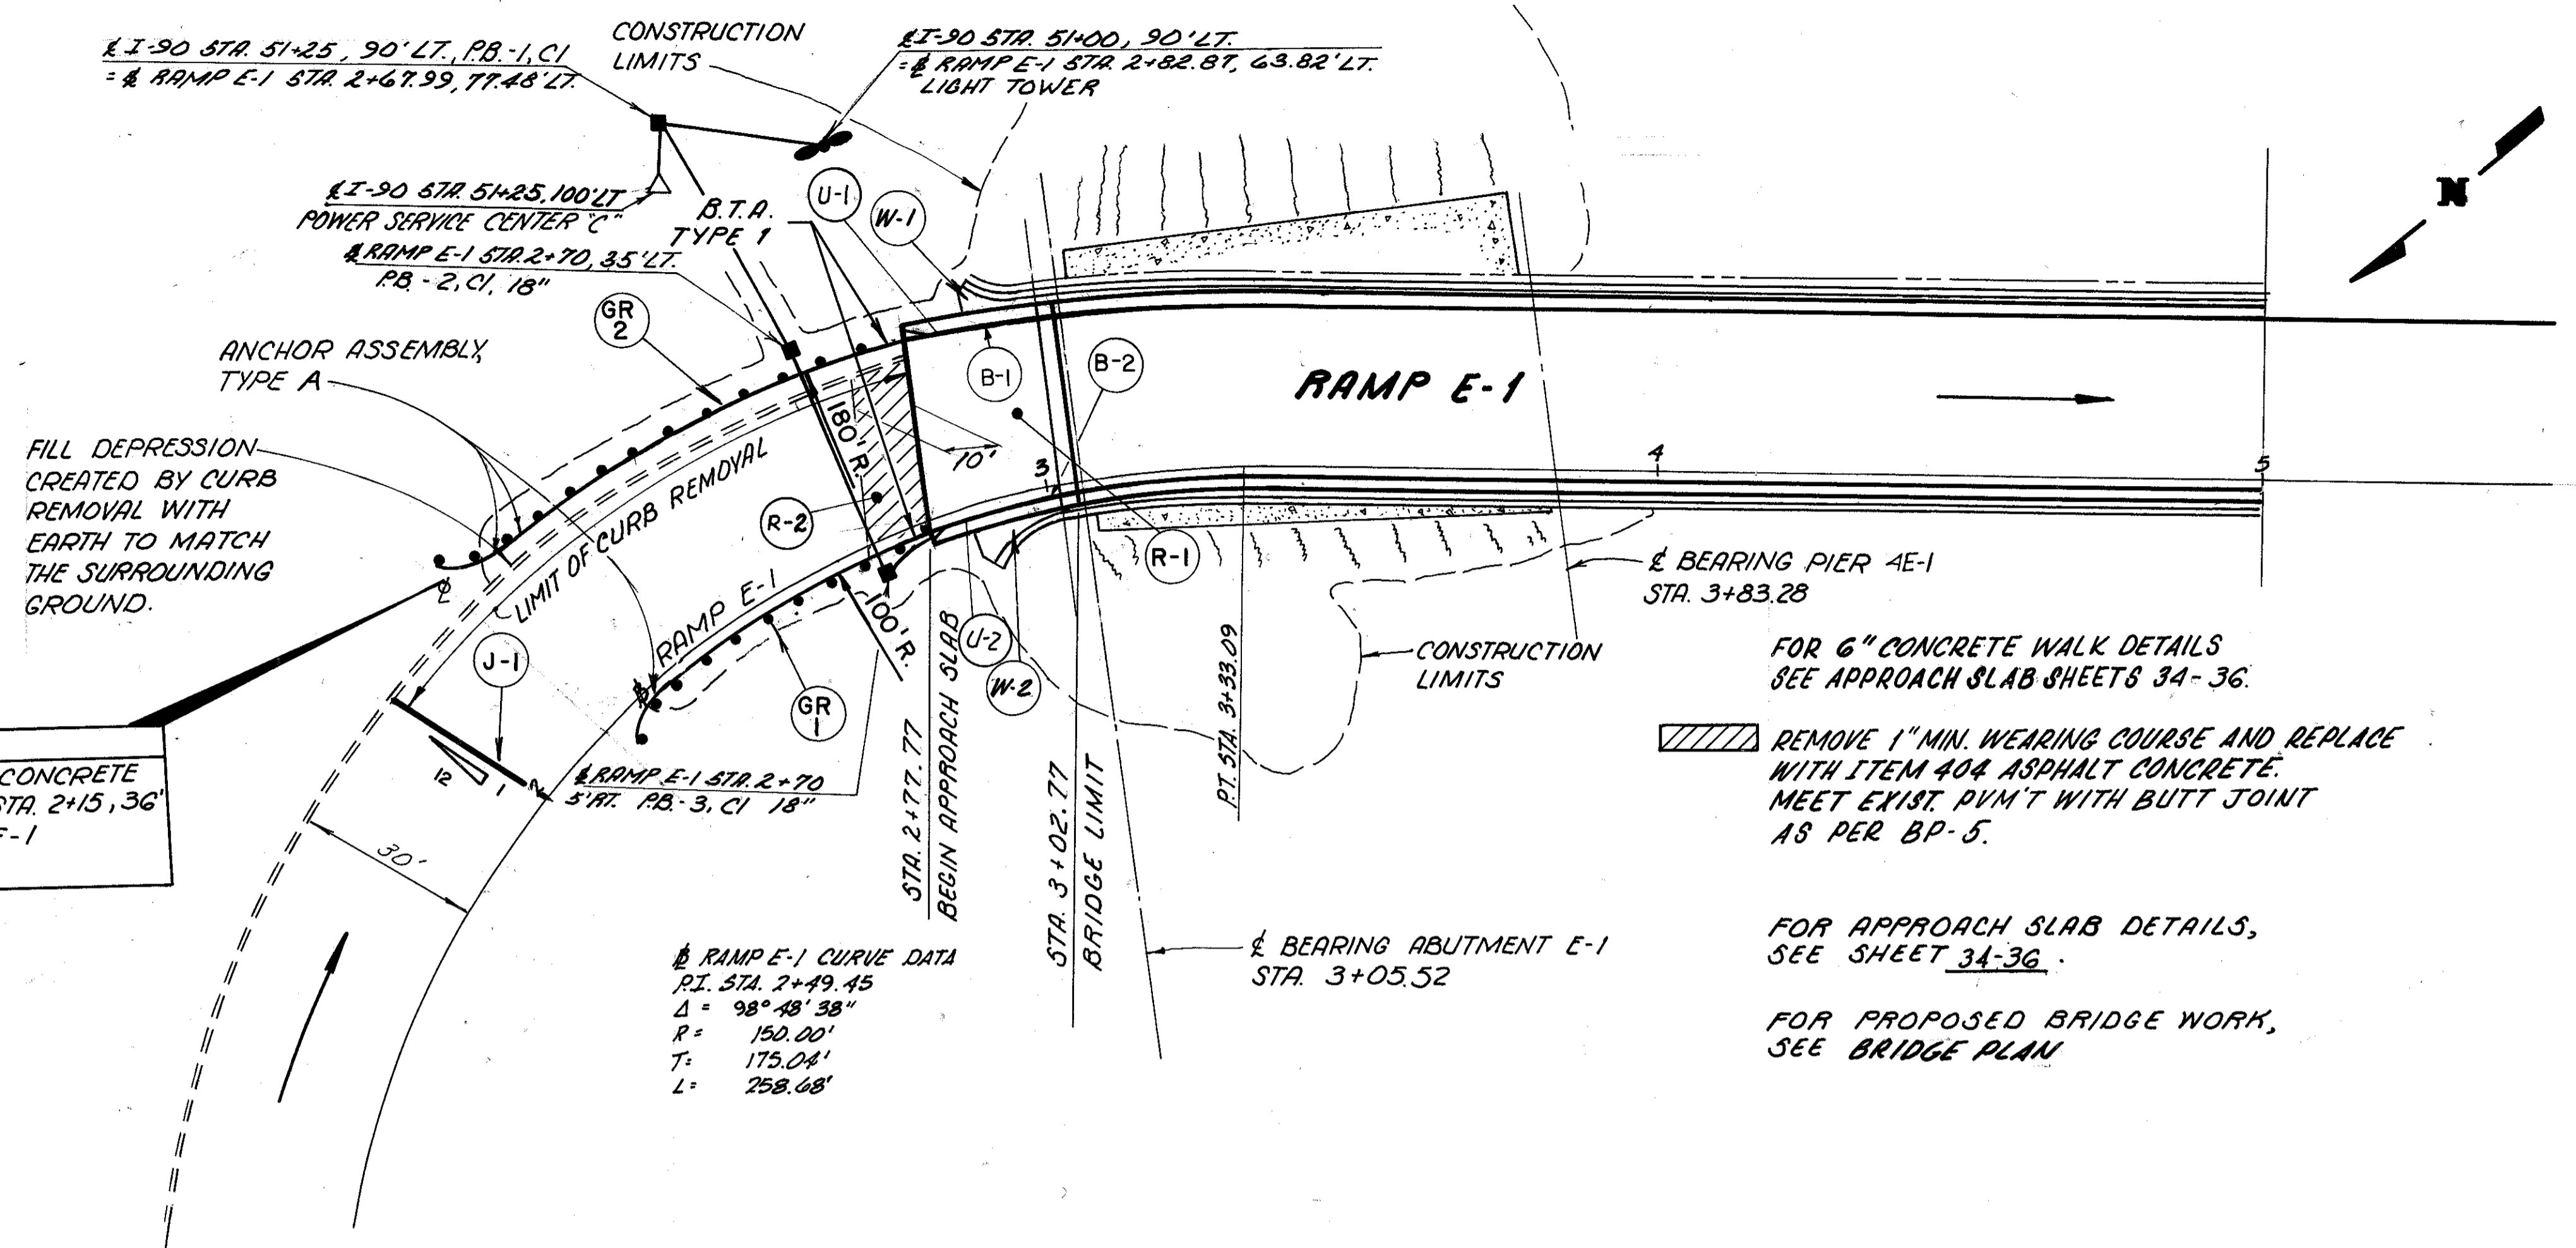 ℄ I-90 STA. 51+25, 90' LT., P.B.-1, CI
= ℄ RAMP E-1 STA. 2+67.99, 77.48' LT.
CONSTRUCTION
LIMITS
℄ I-90 STA. 51+00, 90' LT.
= ℄ RAMP E-1 STA. 2+82.87, 63.82' LT.
LIGHT TOWER
℄ I-90 STA. 51+25, 100' LT
POWER SERVICE CENTER "C"
℄ RAMP E-1 STA. 2+70, 35' LT.
P.B. - 2, CI, 18"
B.T.A.
TYPE 1
U-1
W-1
N
GR
2
ANCHOR ASSEMBLY,
TYPE A
B-1
B-2
RAMP E-1
FILL DEPRESSION
CREATED BY CURB
REMOVAL WITH
EARTH TO MATCH
THE SURROUNDING
GROUND.
180' R.
10'
3
4
5
R-2
R-1
LIMIT OF CURB REMOVAL
RAMP E-1
100' R.
℄
J-1
GR
1
U-2
W-2
℄ BEARING PIER 4E-1
STA. 3+83.28
CONSTRUCTION
LIMITS
12
1
2
30'
℄ RAMP E-1 STA. 2+70
5' RT. P.B.-3, CI 18"
STA. 2+77.77
BEGIN APPROACH SLAB
STA. 3+02.77
BRIDGE LIMIT
P.T. STA. 3+33.09
CONCRETE
STA. 2+15, 36'
E-1
FOR 6" CONCRETE WALK DETAILS
SEE APPROACH SLAB SHEETS 34-36.
REMOVE 1" MIN. WEARING COURSE AND REPLACE
WITH ITEM 404 ASPHALT CONCRETE.
MEET EXIST. PVM'T WITH BUTT JOINT
AS PER BP-5.
℄ BEARING ABUTMENT E-1
STA. 3+05.52
FOR APPROACH SLAB DETAILS,
SEE SHEET 34-36.
FOR PROPOSED BRIDGE WORK,
SEE BRIDGE PLAN
RAMP E-1 CURVE DATA
P.I. STA. 2+49.45
Δ = 98° 48' 38"
R = 150.00'
T = 175.04'
L = 258.68'